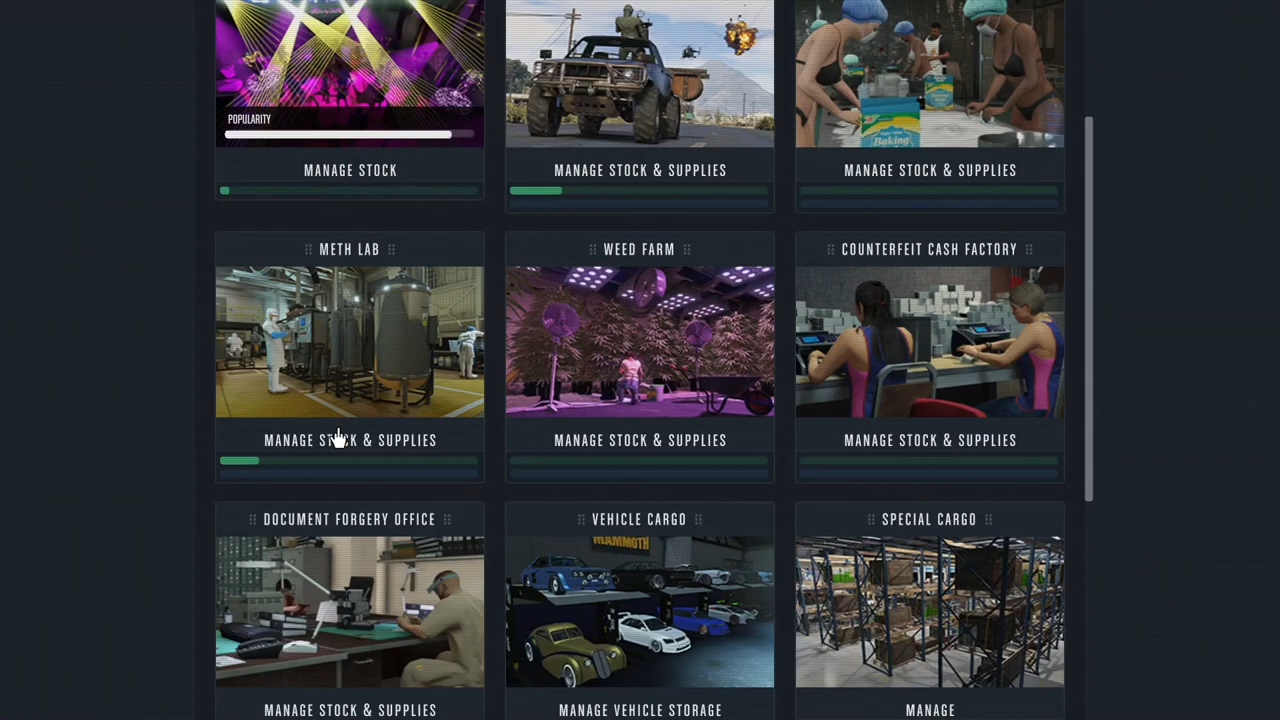 POPULARITY
Baking
MANAGE STOCK
MANAGE STOCK & SUPPLIES
MANAGE STOCK & SUPPLIES
METH LAB
WEED FARM
COUNTERFEIT CASH FACTORY
MANAGE STOCK & SUPPLIES
MANAGE STOCK & SUPPLIES
MANAGE STOCK & SUPPLIES
DOCUMENT FORGERY OFFICE
VEHICLE CARGO
SPECIAL CARGO
MAMMOTH
MANAGE STOCK & SUPPLIES
MANAGE VEHICLE STORAGE
MANAGE